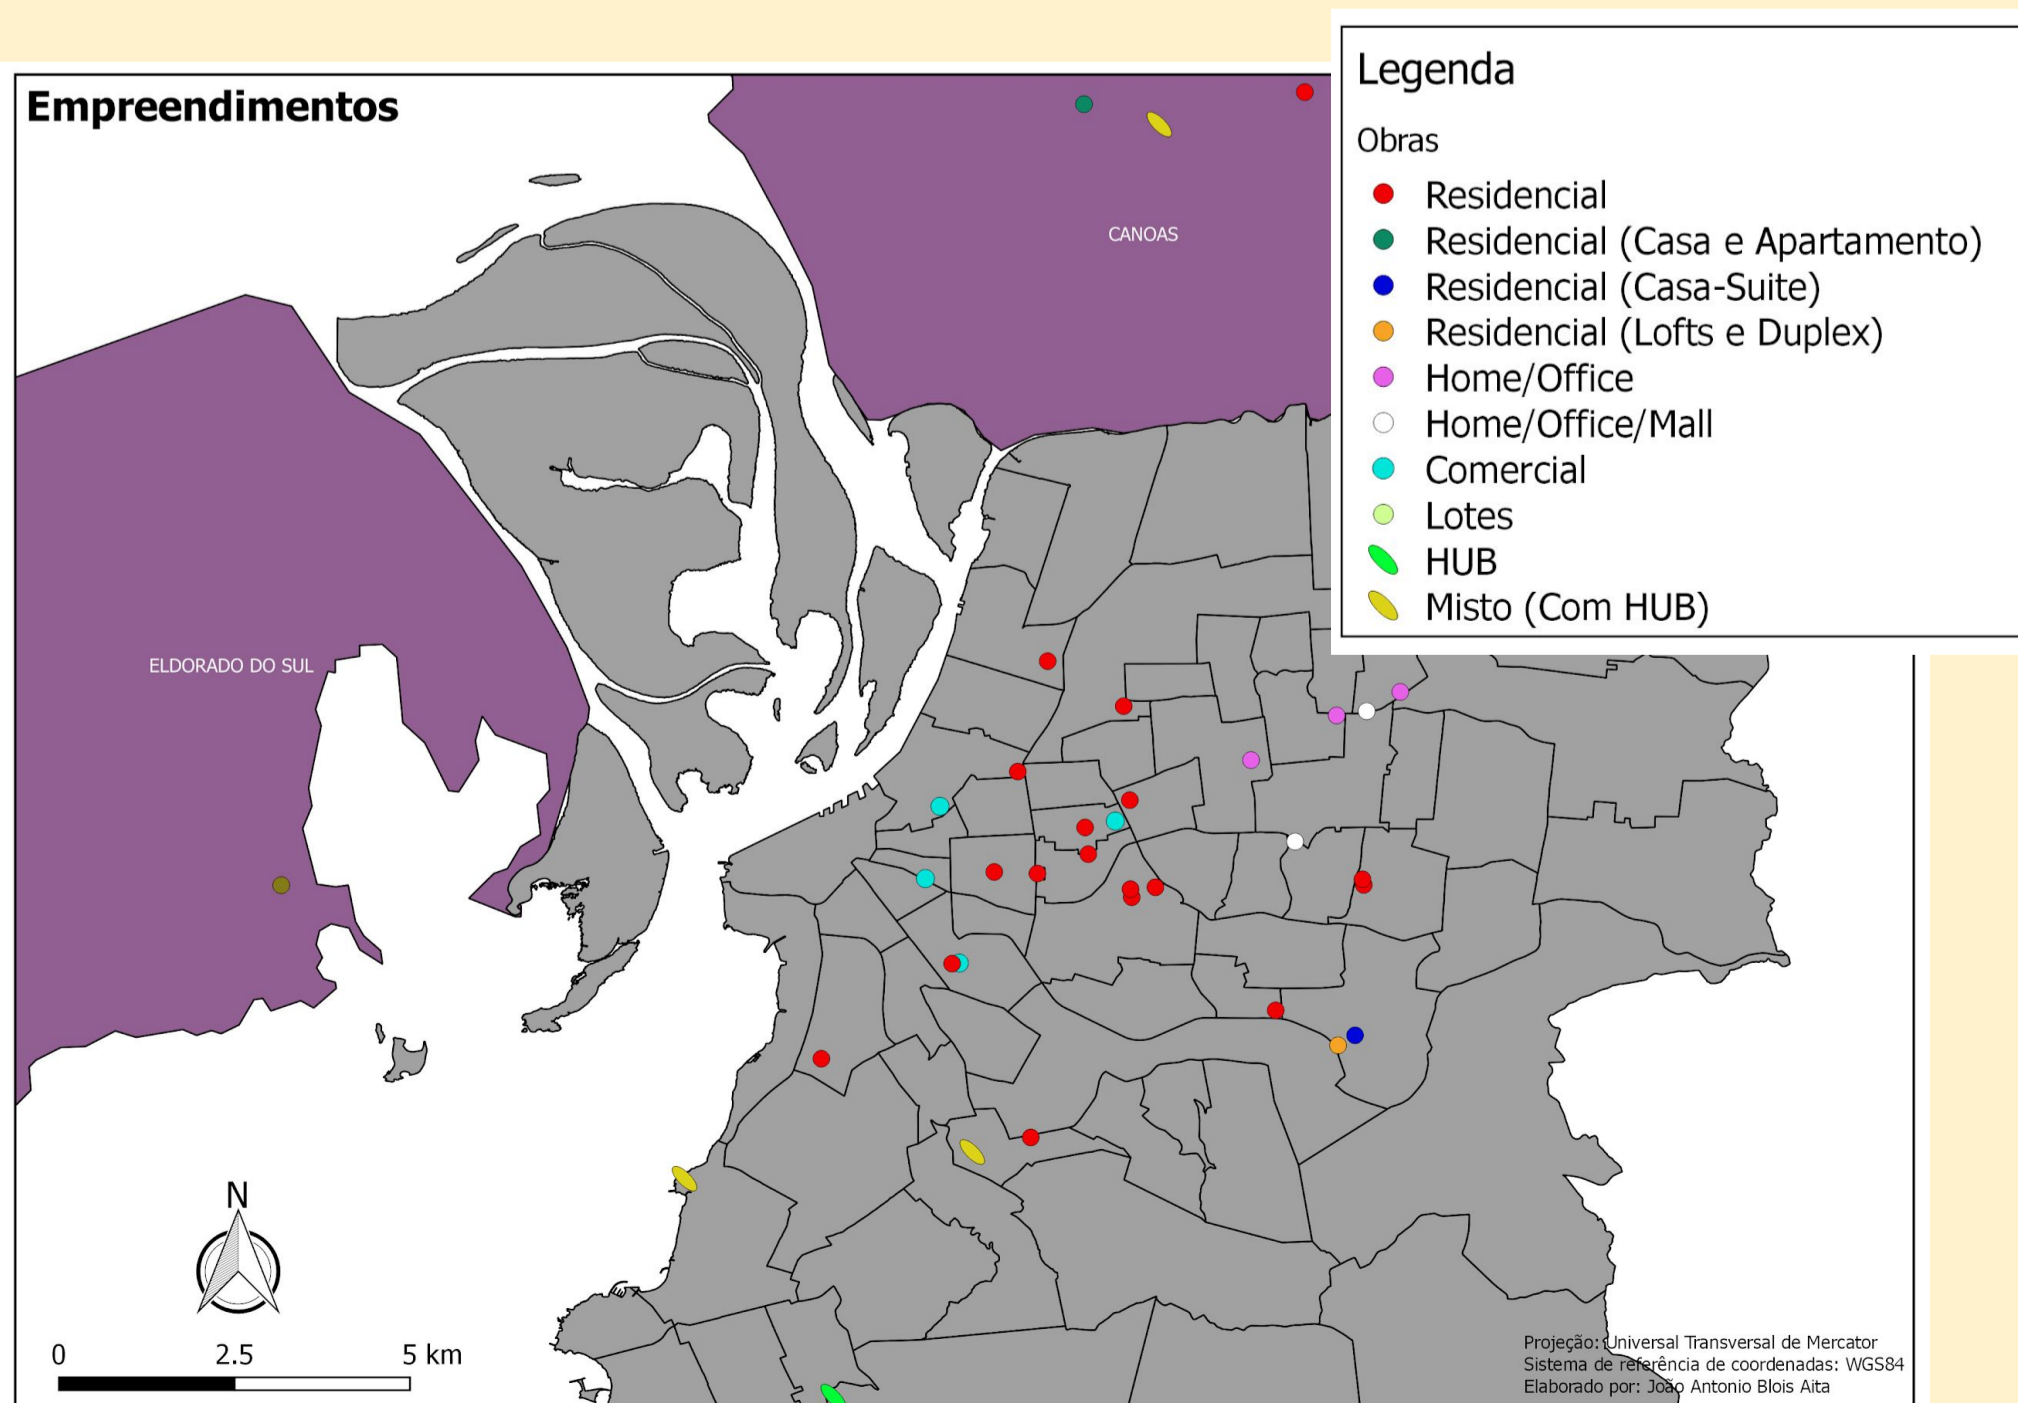 Empreendimentos
Legenda
Obras
Residencial
Residencial (Casa e Apartamento)
Residencial (Casa-Suite)
Residencial (Lofts e Duplex)
Home/Office
Home/Office/Mall
Comercial
Lotes
HUB
Misto (Com HUB)
CANOAS
ELDORADO DO SUL
N
0 2.5 5 km
Projeção: Universal Transversal de Mercator
Sistema de referência de coordenadas: WGS84
Elaborado por: João Antonio Blois Aita